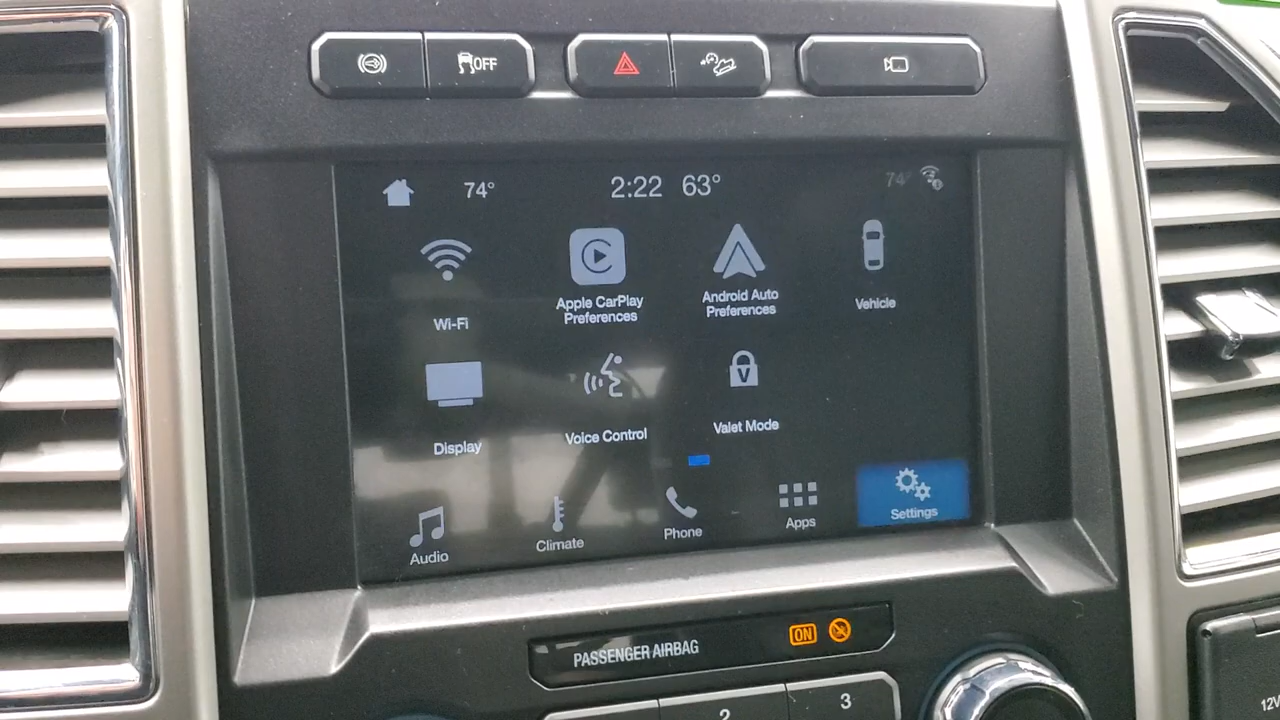 OFF
74° 2:22 63° 74°
Wi-Fi
Apple CarPlay
Preferences
Android Auto
Preferences
Vehicle
Display
Voice Control
V
Valet Mode
Audio
Climate
Phone
Apps
Settings
PASSENGER AIRBAG ON
2
3
12V